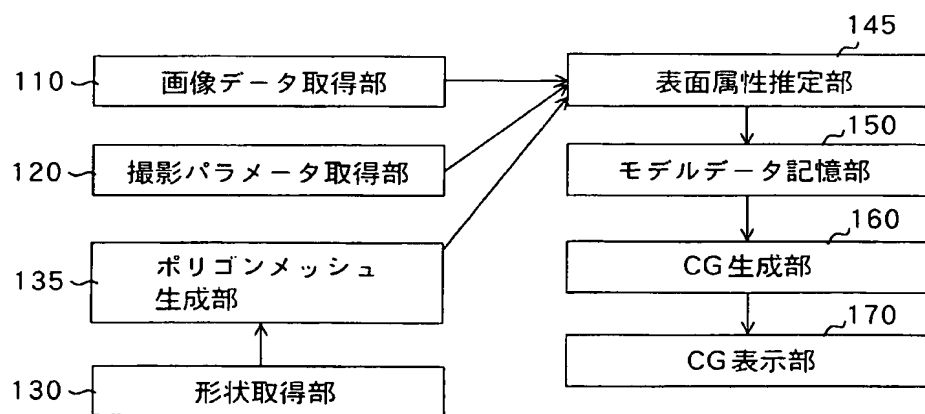 110
画像データ取得部
120
撮影パラメータ取得部
135
ポリゴンメッシュ
生成部
130
形状取得部
145
表面属性推定部
150
モデルデータ記憶部
160
CG生成部
170
CG表示部